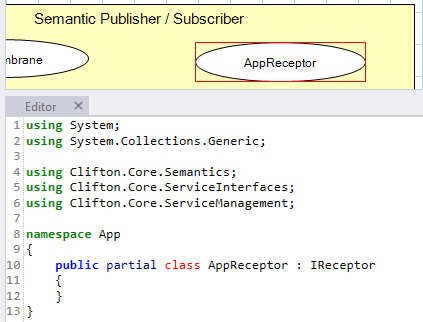 Semantic Publisher / Subscriber
mbrane
AppReceptor
Editor
1 using System;
2 using System.Collections.Generic;
3
4 using Clifton.Core.Semantics;
5 using Clifton.Core.ServiceInterfaces;
6 using Clifton.Core.ServiceManagement;
7
8 namespace App
9 {
10     public partial class AppReceptor : IReceptor
11     {
12     }
13 }